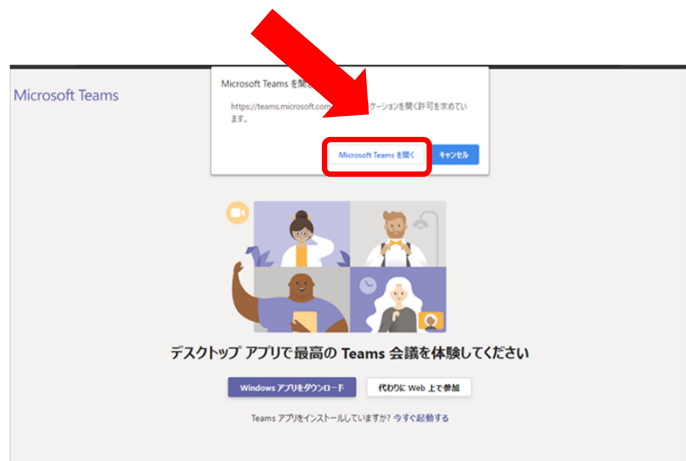 Microsoft Teams を開
Microsoft Teams
https://teams.microsoft.com ケーションを開く許可を求めてい
ます。
Microsoft Teams を開く キャンセル
デスクトップ アプリで最高の Teams 会議を体験してください
Windows アプリをダウンロード 代わりに Web 上で参加
Teams アプリをインストールしていますか? 今すぐ起動する